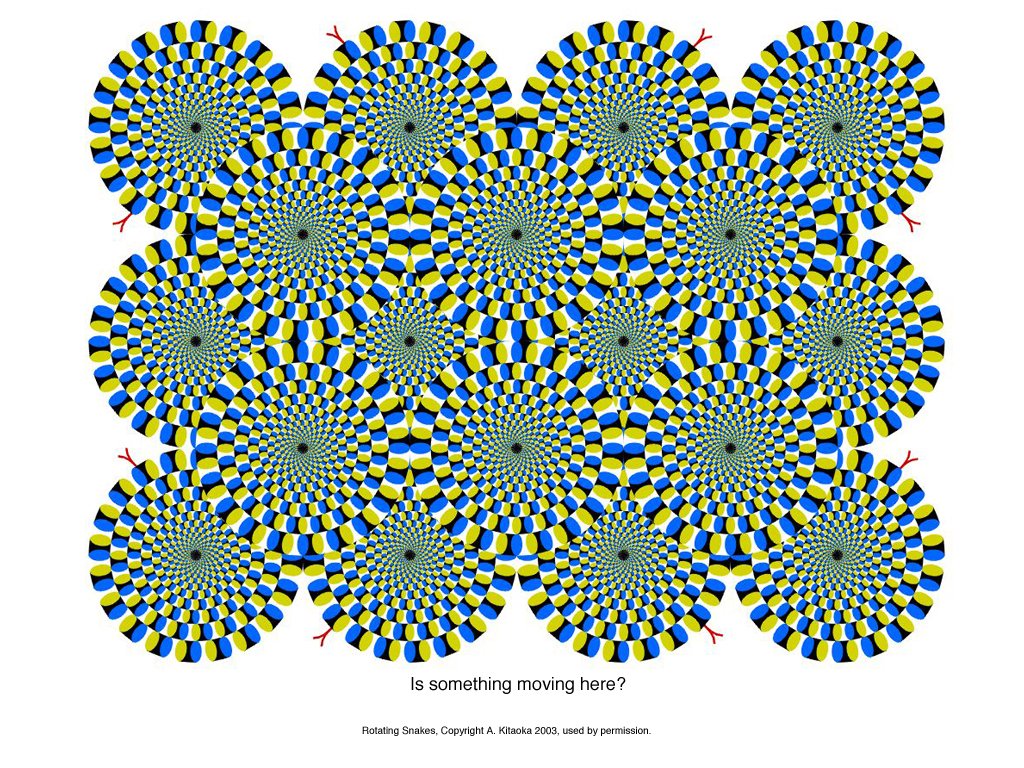 Is something moving here?
Rotating Snakes, Copyright A. Kitaoka 2003, used by permission.